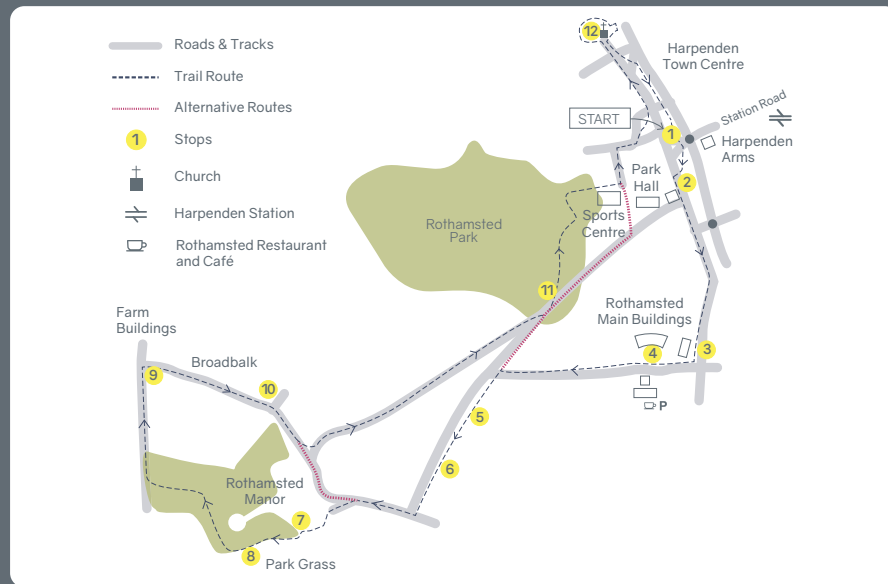 Roads & Tracks
Trail Route
Alternative Routes
1
Stops
Church
Harpenden Station
Rothamsted Restaurant
and Café
12
Harpenden
Town Centre
START
1
Station Road
Harpenden
Arms
Park
Hall
2
Sports
Centre
Rothamsted
Park
11
Rothamsted
Main Buildings
3
4
P
Farm
Buildings
Broadbalk
9
10
5
6
Rothamsted
Manor
7
8
Park Grass